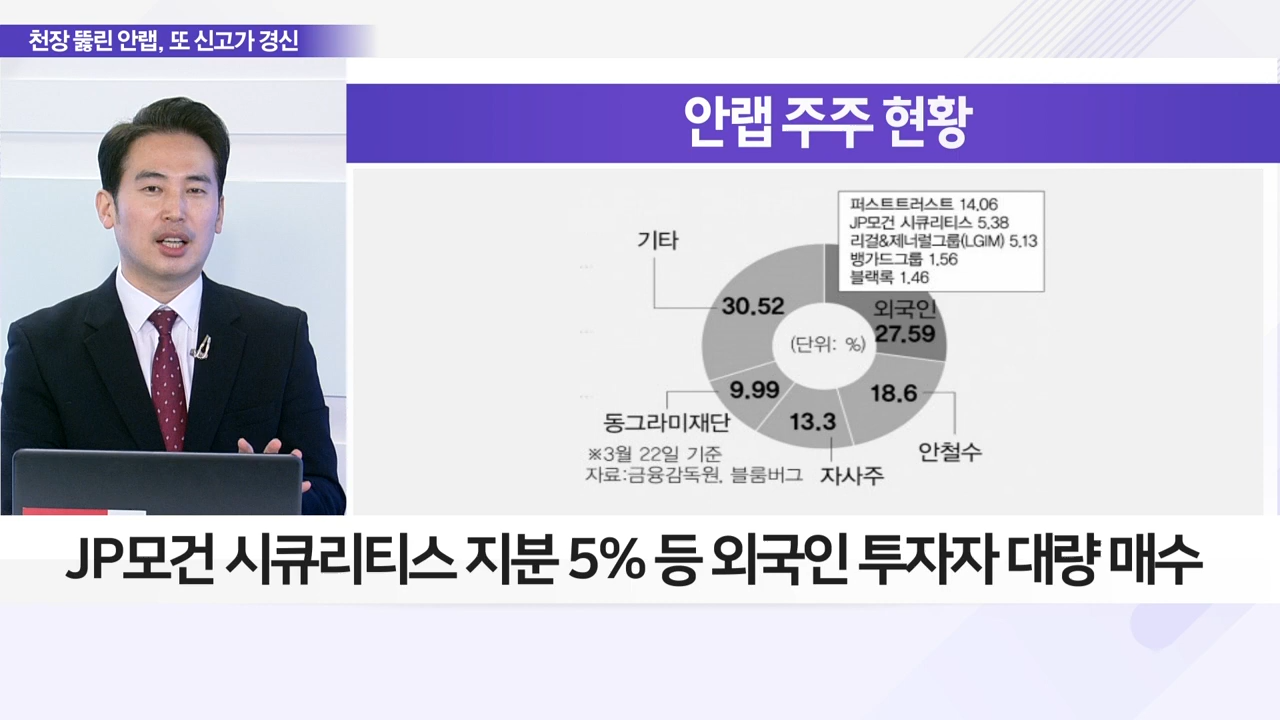 천장 뚫린 안랩, 또 신고가 경신
안랩 주주 현황
퍼스트트러스트 14.06
JP모건 시큐리티스 5.38
리걸&제너럴그룹(LGIM) 5.13
뱅가드그룹 1.56
블랙록 1.46
기타
30.52
외국인
27.59
(단위: %)
9.99
18.6
13.3
동그라미재단
안철수
자사주
※3월 22일 기준
자료:금융감독원, 블룸버그
JP모건 시큐리티스 지분 5% 등 외국인 투자자 대량 매수